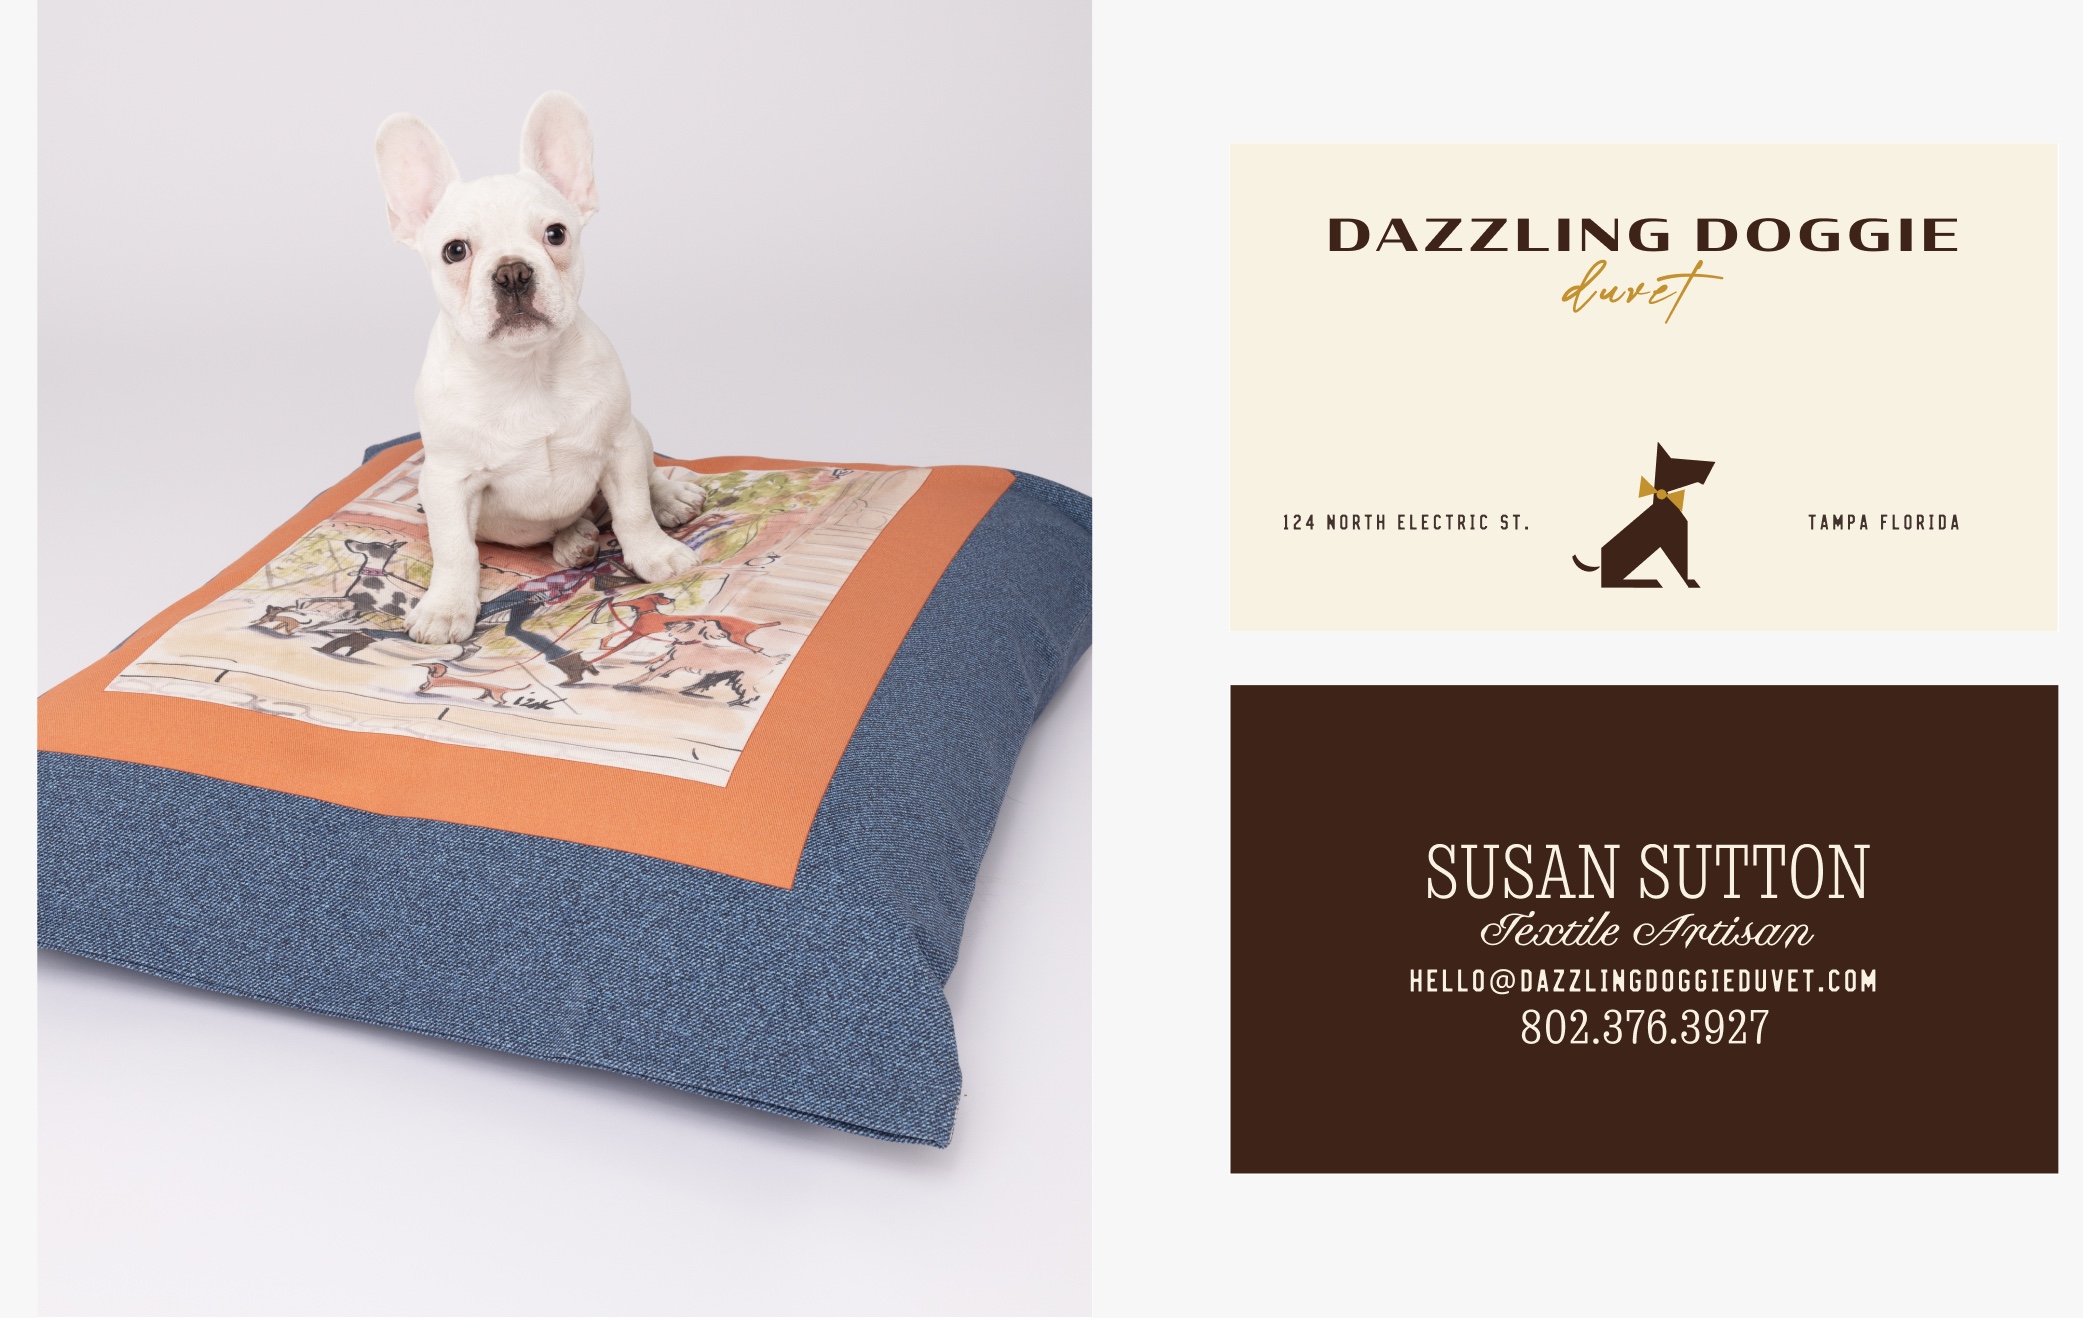 DAZZLING DOGGIE
duvet
124 NORTH ELECTRIC ST.
TAMPA FLORIDA
SUSAN SUTTON
Textile Artisan
HELLO@DAZZLINGDOGGIEDUVET.COM
802.376.3927